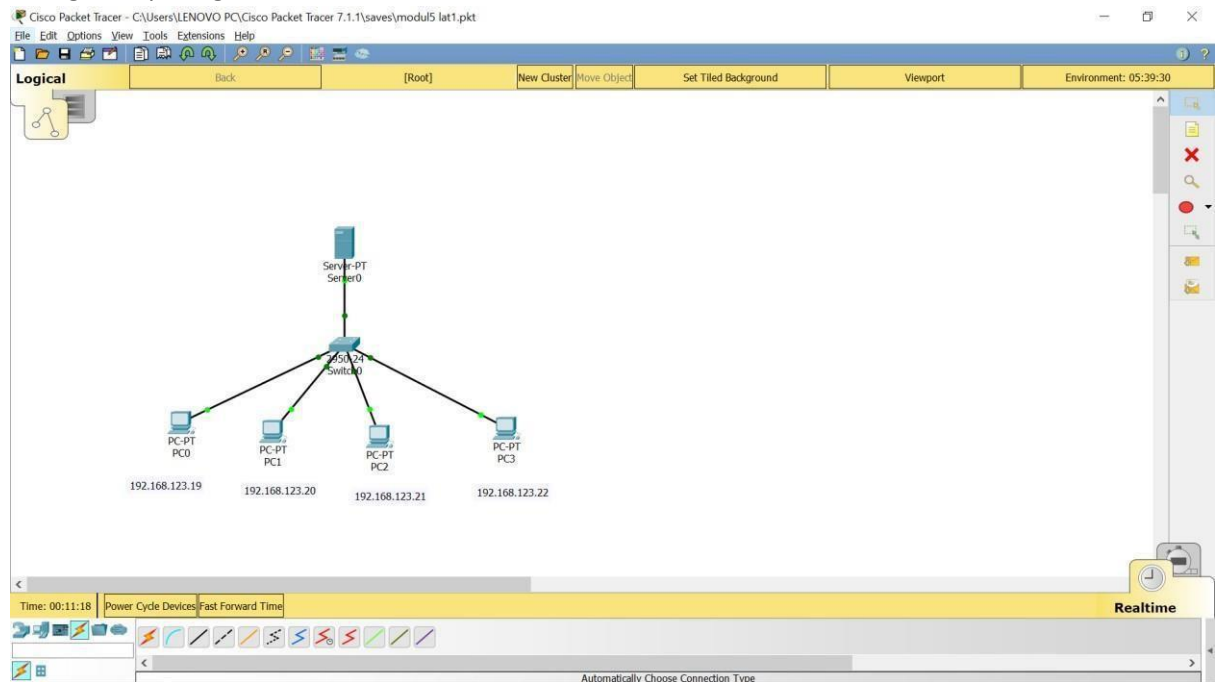 Cisco Packet Tracer - C:\Users\LENOVO PC\Cisco Packet Tracer 7.1.1\saves\modul5 lat1.pkt
File Edit Options View Tools Extensions Help
Logical Back [Root] New Cluster Move Object Set Tiled Background Viewport Environment: 05:39:30
Server-PT
Server0
2950-24
Switch0
PC-PT
PC0
PC-PT
PC1
PC-PT
PC2
PC-PT
PC3
192.168.123.19
192.168.123.20
192.168.123.21
192.168.123.22
Time: 00:11:18 Power Cycle Devices Fast Forward Time Realtime
Automatically Choose Connection Type